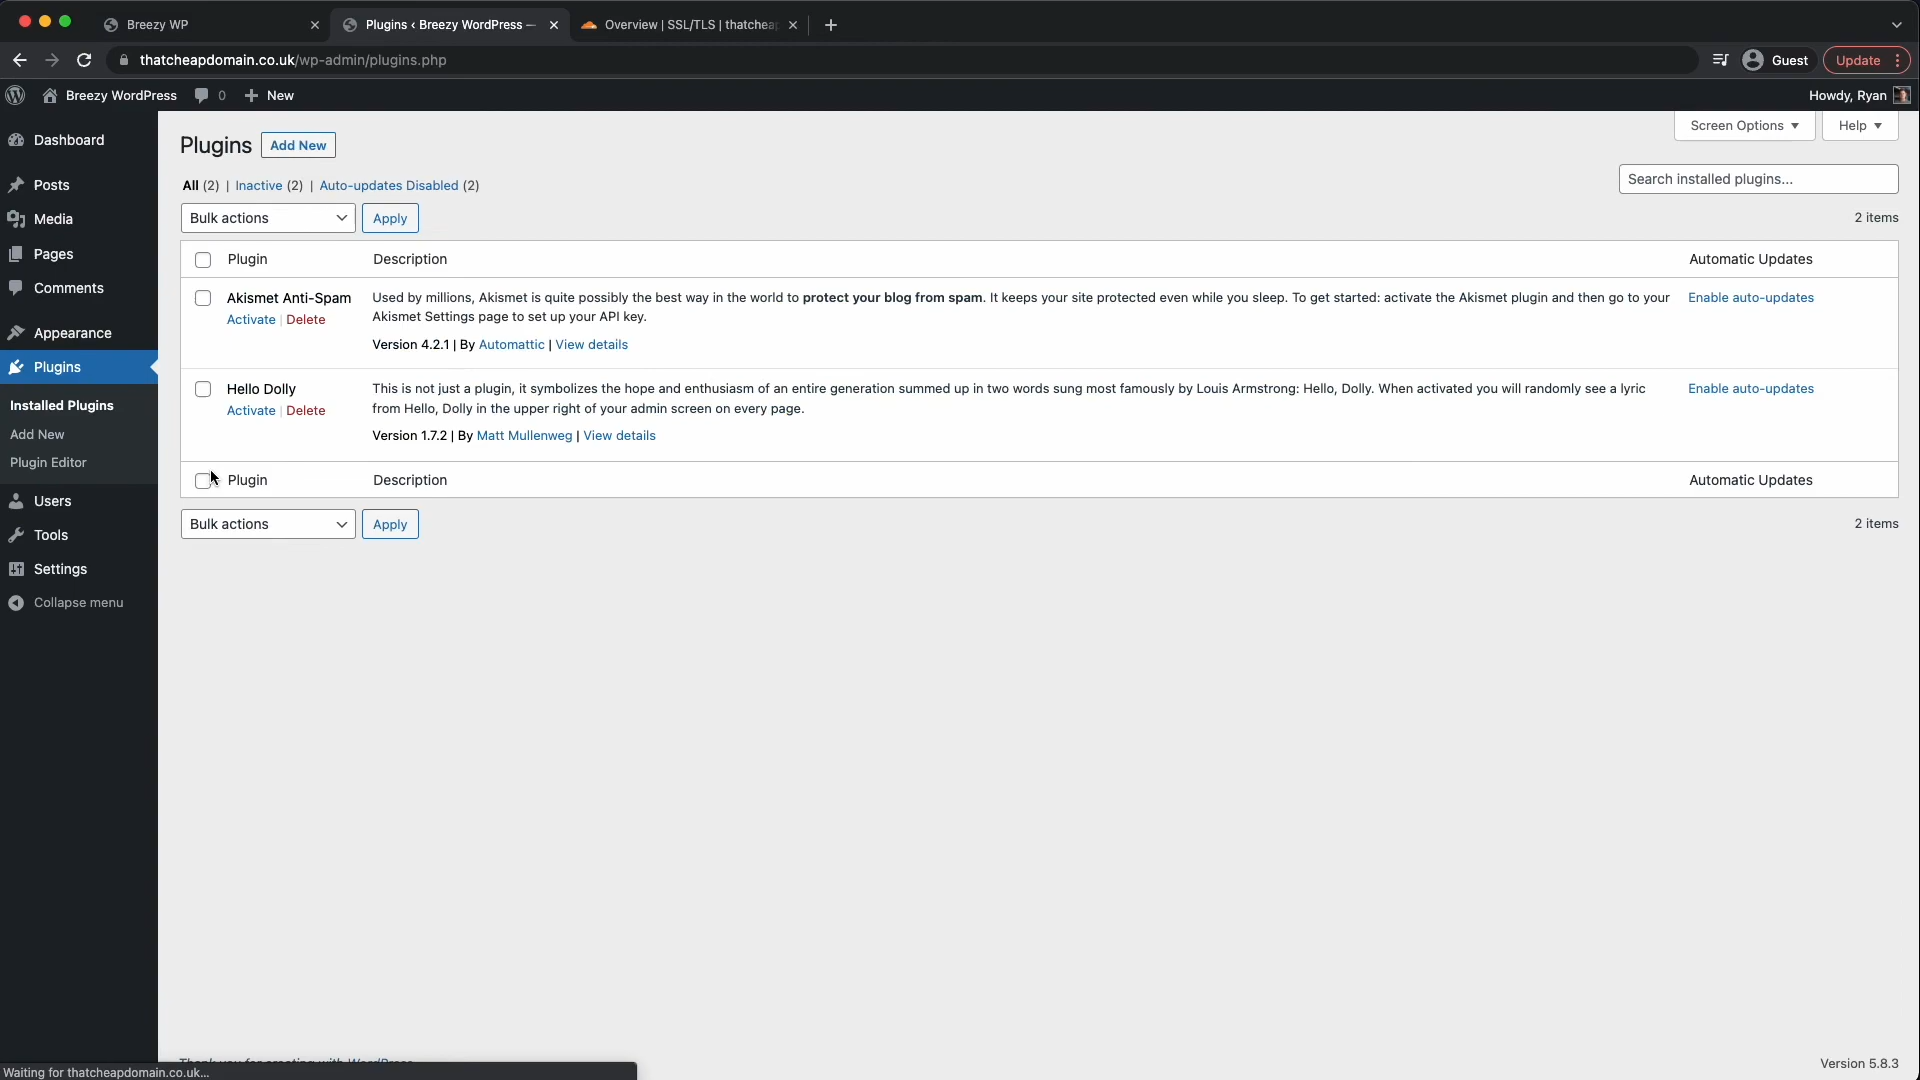 Breezy WP
Plugins ‹ Breezy WordPress —
Overview | SSL/TLS | thatchea
thatcheapdomain.co.uk/wp-admin/plugins.php
Guest
Update
Breezy WordPress
0
New
Howdy, Ryan
Dashboard
Posts
Media
Pages
Comments
Appearance
Plugins
Installed Plugins
Add New
Plugin Editor
Users
Tools
Settings
Collapse menu
Screen Options
Help
Plugins
Add New
All (2) | Inactive (2) | Auto-updates Disabled (2)
Search installed plugins...
Bulk actions
Apply
2 items
Plugin
Description
Automatic Updates
Akismet Anti-Spam
Activate | Delete
Used by millions, Akismet is quite possibly the best way in the world to protect your blog from spam. It keeps your site protected even while you sleep. To get started: activate the Akismet plugin and then go to your
Akismet Settings page to set up your API key.
Version 4.2.1 | By Automattic | View details
Enable auto-updates
Hello Dolly
Activate | Delete
This is not just a plugin, it symbolizes the hope and enthusiasm of an entire generation summed up in two words sung most famously by Louis Armstrong: Hello, Dolly. When activated you will randomly see a lyric
from Hello, Dolly in the upper right of your admin screen on every page.
Version 1.7.2 | By Matt Mullenweg | View details
Enable auto-updates
Plugin
Description
Automatic Updates
Bulk actions
Apply
2 items
Thank you for creating with WordPress
Version 5.8.3
Waiting for thatcheapdomain.co.uk...